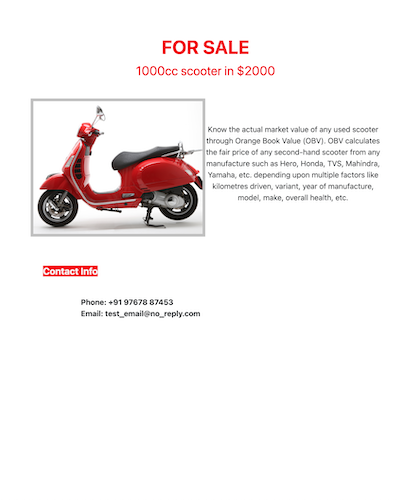 FOR SALE
1000cc scooter in $2000
Know the actual market value of any used scooter
through Orange Book Value (OBV). OBV calculates
the fair price of any second-hand scooter from any
manufacture such as Hero, Honda, TVS, Mahindra,
Yamaha, etc. depending upon multiple factors like
kilometres driven, variant, year of manufacture,
model, make, overall health, etc.
Contact Info
Phone: +91 97678 87453
Email: test_email@no_reply.com